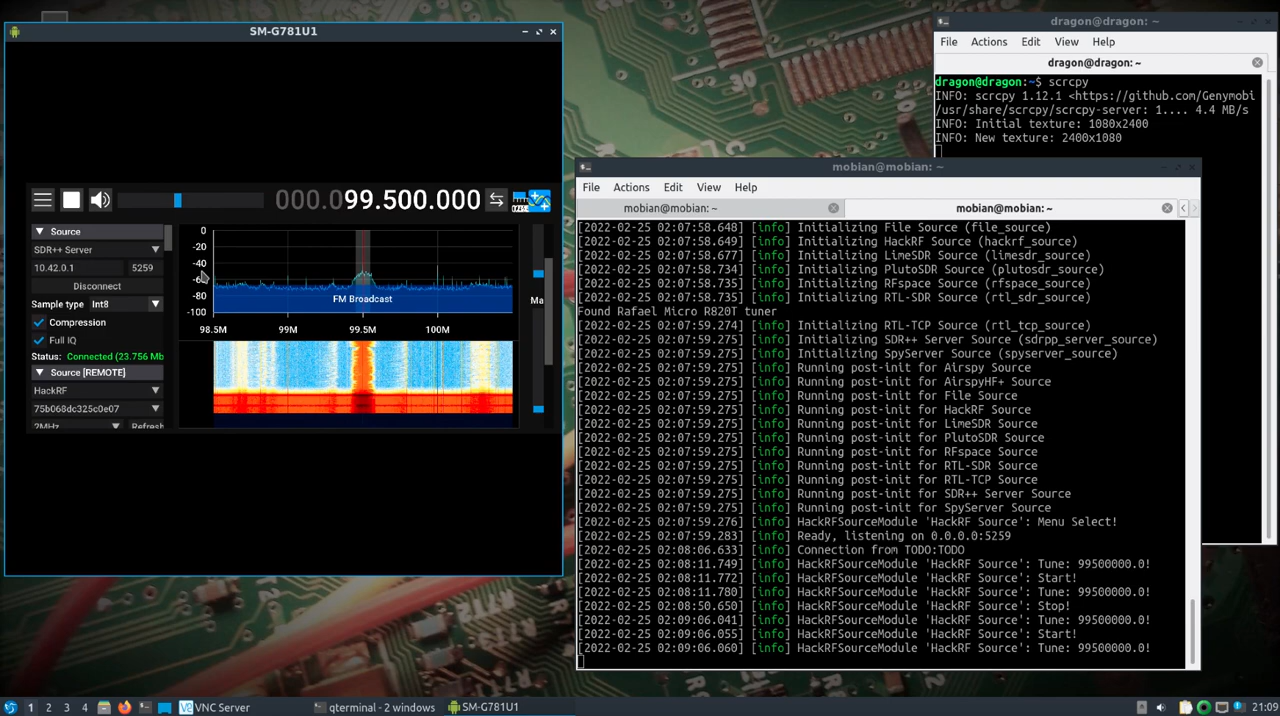 SM-G781U1
000.099.500.000
Source
SDR++ Server
10.42.0.1 5259
Disconnect
Sample type Int8
Compression
Full IQ
Status: Connected (23.756 Mb
Source [REMOTE]
HackRF
75b068dc325c0e07
2MHz Refresh
0
-20
-40
-60
-80
-100
FM Broadcast
98.5M 99M 99.5M 100M
Ma
dragon@dragon: ~
File Actions Edit View Help
dragon@dragon: ~
dragon@dragon:~$ scrcpy
INFO: scrcpy 1.12.1 <https://github.com/Genymobi
/usr/share/scrcpy/scrcpy-server: 1.... 4.4 MB/s
INFO: Initial texture: 1080x2400
INFO: New texture: 2400x1080
mobian@mobian: ~
File Actions Edit View Help
mobian@mobian: ~ mobian@mobian: ~
[2022-02-25 02:07:58.648] [info] Initializing File Source (file_source)
[2022-02-25 02:07:58.649] [info] Initializing HackRF Source (hackrf_source)
[2022-02-25 02:07:58.677] [info] Initializing LimeSDR Source (limesdr_source)
[2022-02-25 02:07:58.734] [info] Initializing PlutoSDR Source (plutosdr_source)
[2022-02-25 02:07:58.735] [info] Initializing RFspace Source (rfspace_source)
[2022-02-25 02:07:58.735] [info] Initializing RTL-SDR Source (rtl_sdr_source)
Found Rafael Micro R820T tuner
[2022-02-25 02:07:59.274] [info] Initializing RTL-TCP Source (rtl_tcp_source)
[2022-02-25 02:07:59.275] [info] Initializing SDR++ Server Source (sdrpp_server_source)
[2022-02-25 02:07:59.275] [info] Initializing SpyServer Source (spyserver_source)
[2022-02-25 02:07:59.275] [info] Running post-init for Airspy Source
[2022-02-25 02:07:59.275] [info] Running post-init for AirspyHF+ Source
[2022-02-25 02:07:59.275] [info] Running post-init for File Source
[2022-02-25 02:07:59.275] [info] Running post-init for HackRF Source
[2022-02-25 02:07:59.275] [info] Running post-init for LimeSDR Source
[2022-02-25 02:07:59.275] [info] Running post-init for PlutoSDR Source
[2022-02-25 02:07:59.275] [info] Running post-init for RFspace Source
[2022-02-25 02:07:59.275] [info] Running post-init for RTL-SDR Source
[2022-02-25 02:07:59.275] [info] Running post-init for RTL-TCP Source
[2022-02-25 02:07:59.275] [info] Running post-init for SDR++ Server Source
[2022-02-25 02:07:59.275] [info] Running post-init for SpyServer Source
[2022-02-25 02:07:59.276] [info] HackRFSourceModule 'HackRF Source': Menu Select!
[2022-02-25 02:07:59.283] [info] Ready, listening on 0.0.0.0:5259
[2022-02-25 02:08:06.633] [info] Connection from TODO:TODO
[2022-02-25 02:08:11.749] [info] HackRFSourceModule 'HackRF Source': Tune: 99500000.0!
[2022-02-25 02:08:11.772] [info] HackRFSourceModule 'HackRF Source': Start!
[2022-02-25 02:08:11.780] [info] HackRFSourceModule 'HackRF Source': Tune: 99500000.0!
[2022-02-25 02:08:50.650] [info] HackRFSourceModule 'HackRF Source': Stop!
[2022-02-25 02:09:06.041] [info] HackRFSourceModule 'HackRF Source': Tune: 99500000.0!
[2022-02-25 02:09:06.055] [info] HackRFSourceModule 'HackRF Source': Start!
[2022-02-25 02:09:06.060] [info] HackRFSourceModule 'HackRF Source': Tune: 99500000.0!
1 2 3 4 VNC Server qterminal - 2 windows SM-G781U1 21:09